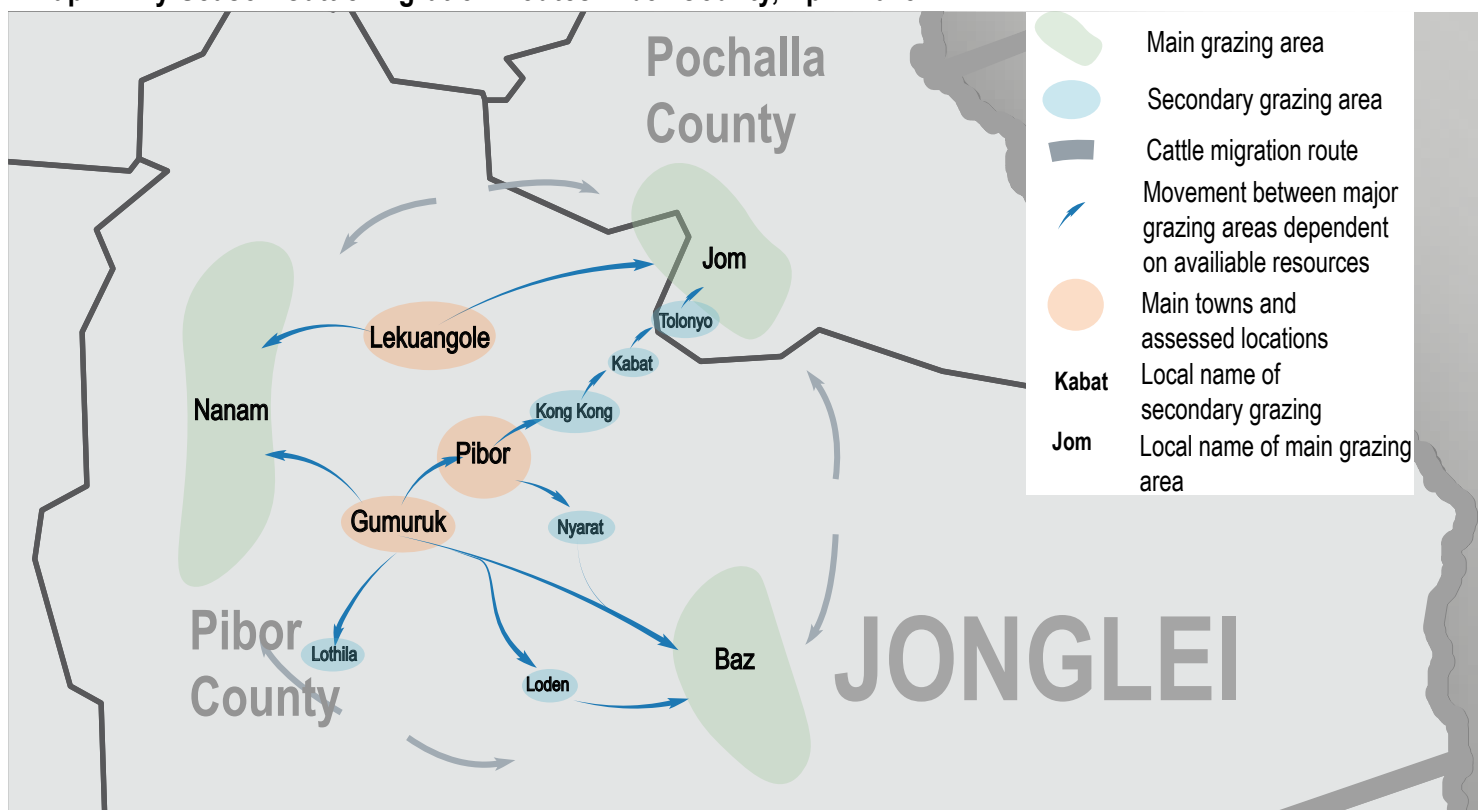 Pochalla
County
Main grazing area
Secondary grazing area
Cattle migration route
Movement between major
grazing areas dependent
on availiable resources
Main towns and
assessed locations
Kabat
Local name of
secondary grazing
Jom
Local name of main grazing
area
Jom
Tolonyo
Lekuangole
Kabat
Nanam
Kong Kong
Pibor
Gumuruk
Nyarat
Pibor
County
Lothila
Loden
Baz
JONGLEI